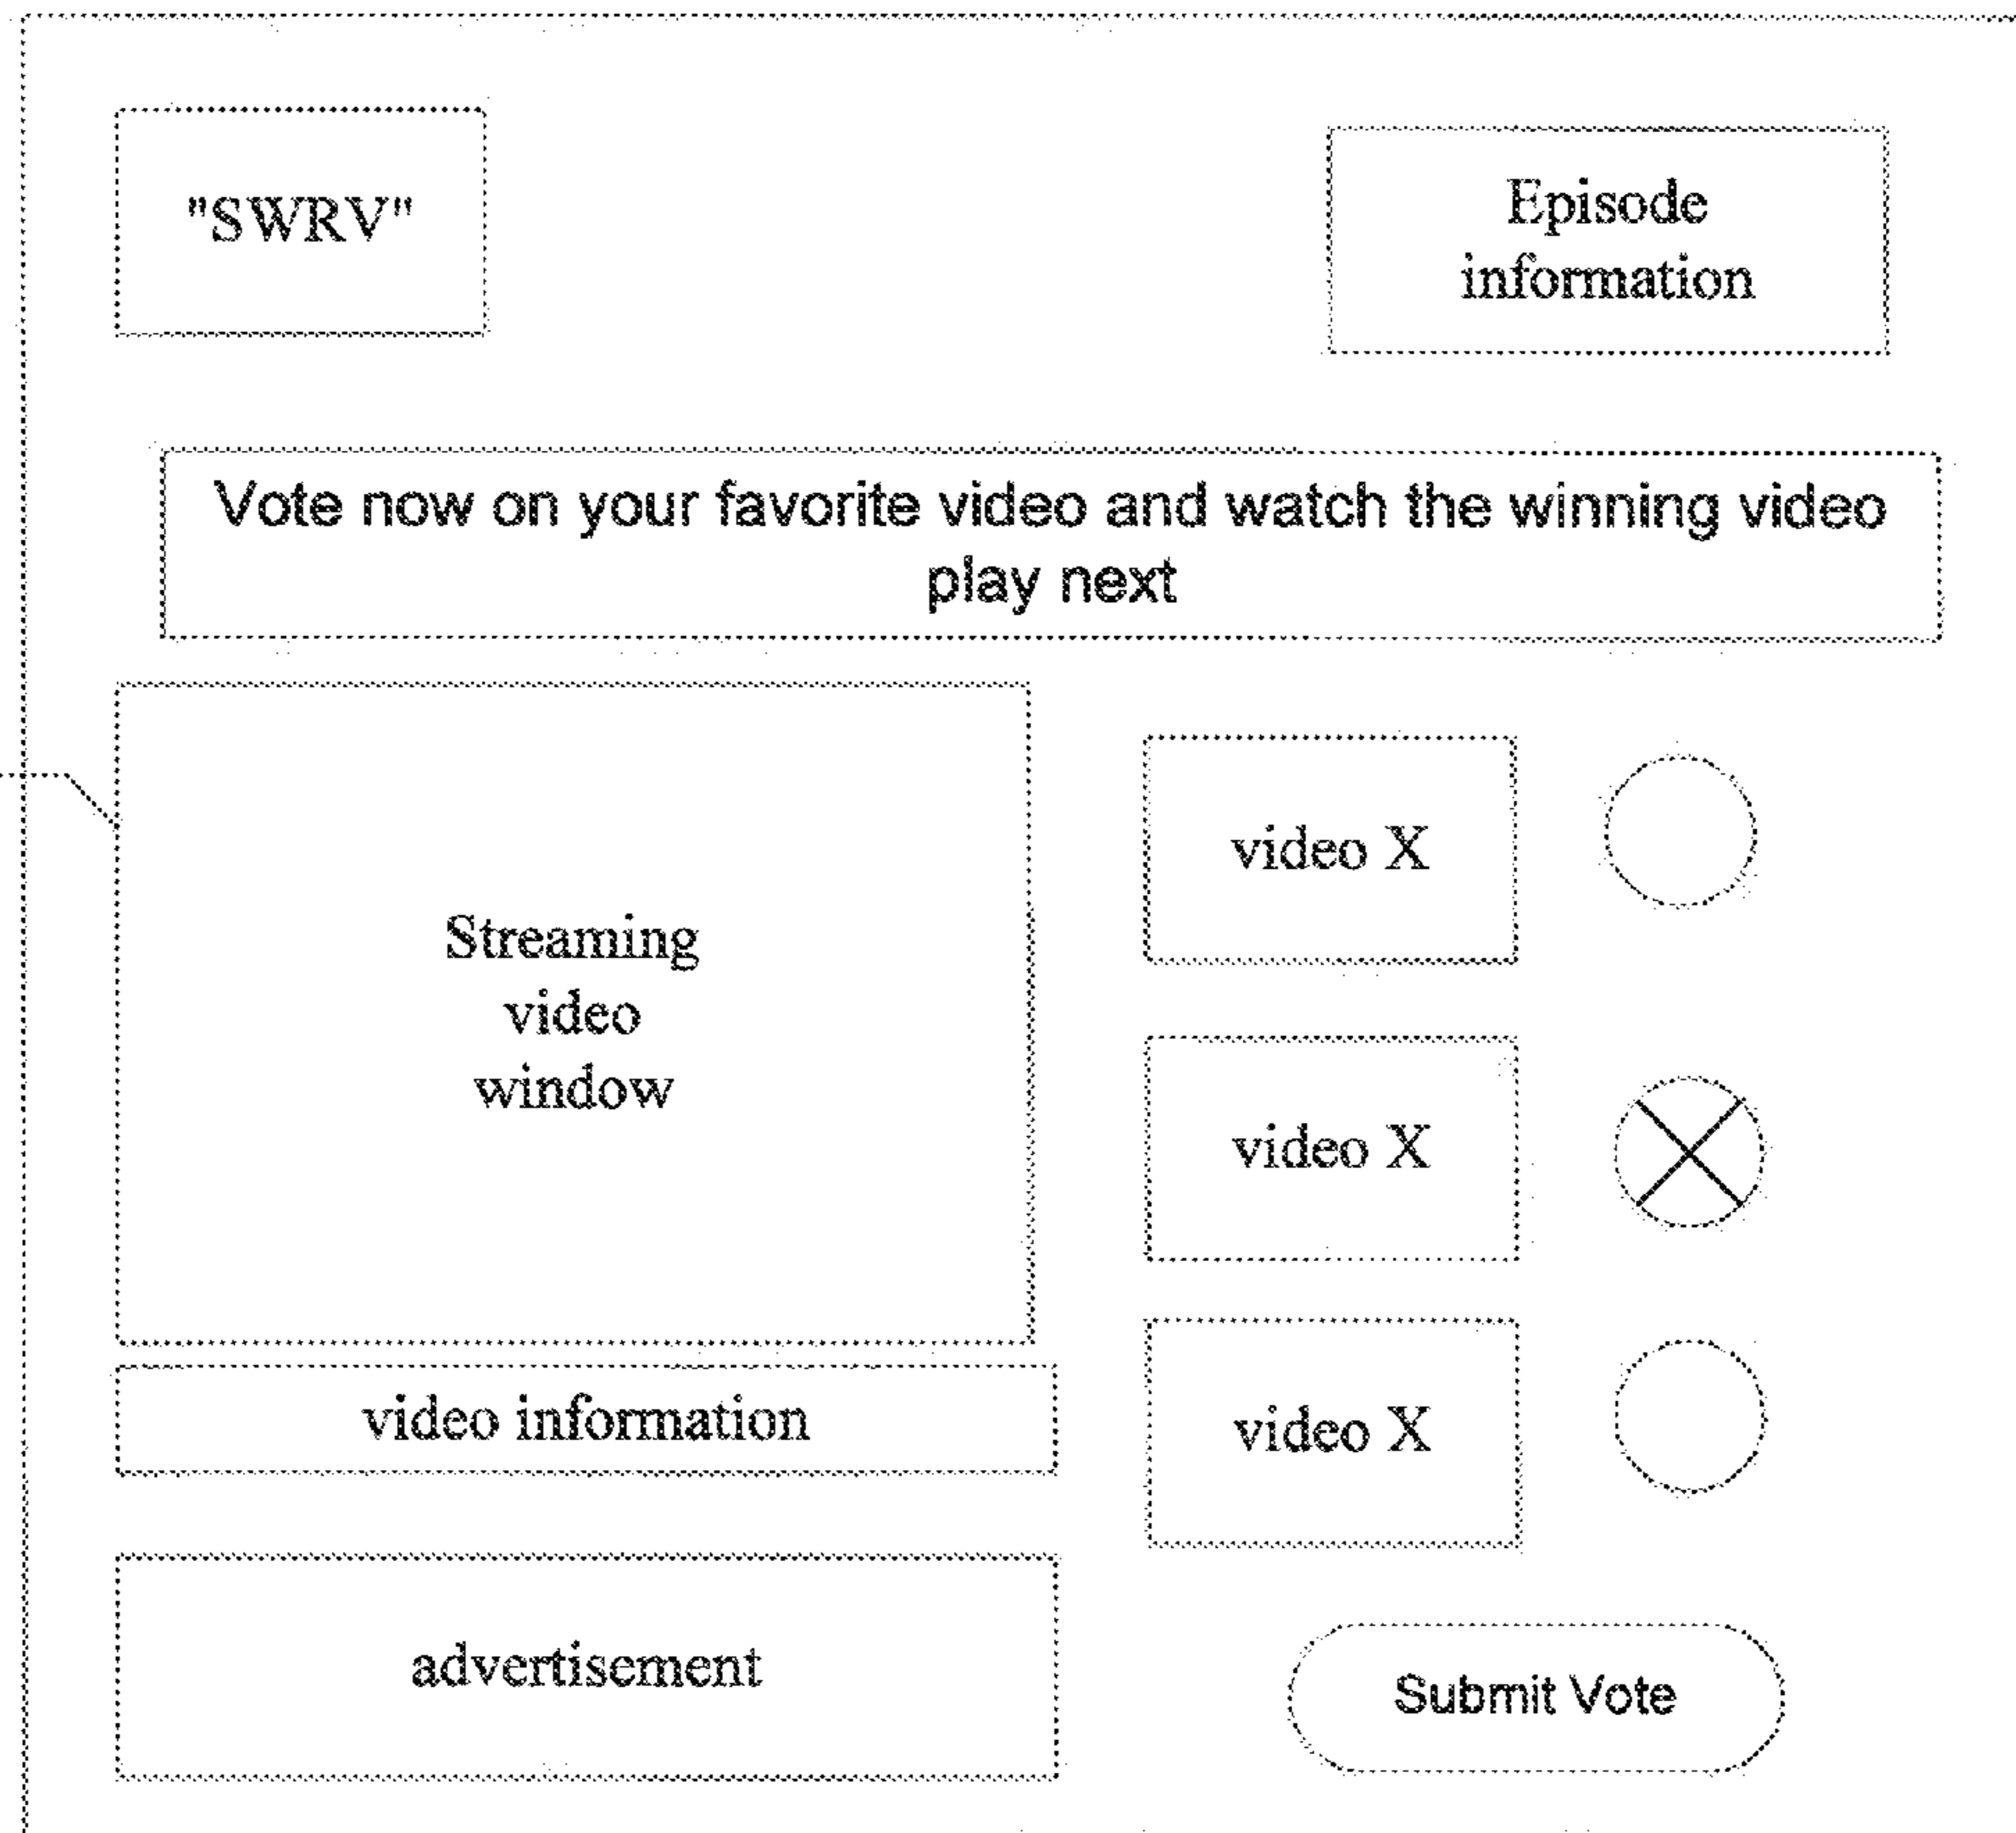 "SWRV"
Episode
information
Vote now on your favorite video and watch the winning video
play next
Streaming
video
window
video X
video X
video X
video information
advertisement
Submit Vote